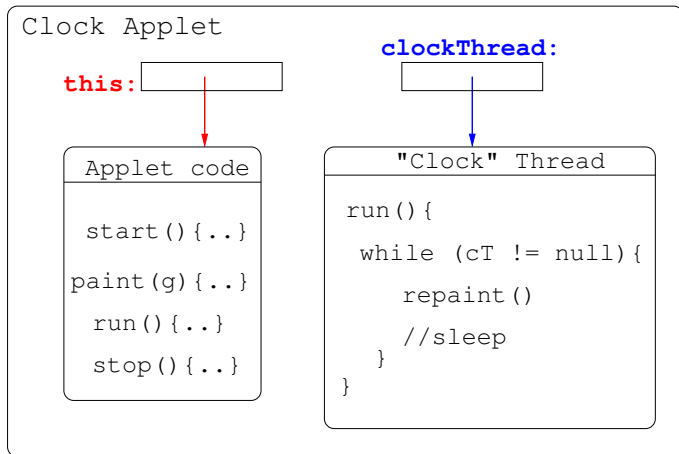 Clock Applet
this:
clockThread:
Applet code
start(){..}
paint(g){..}
run(){..}
stop(){..}
"Clock" Thread
run(){
while (cT != null){
repaint()
//sleep
}
}